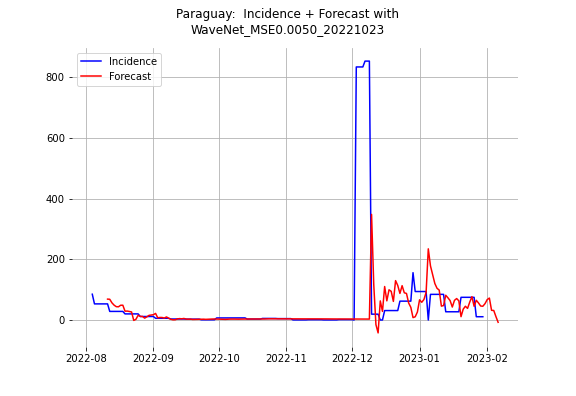 Paraguay:  Incidence + Forecast with
WaveNet_MSE0.0050_20221023
Incidence
Forecast
800
600
400
200
0
2022-08 2022-09 2022-10 2022-11 2022-12 2023-01 2023-02